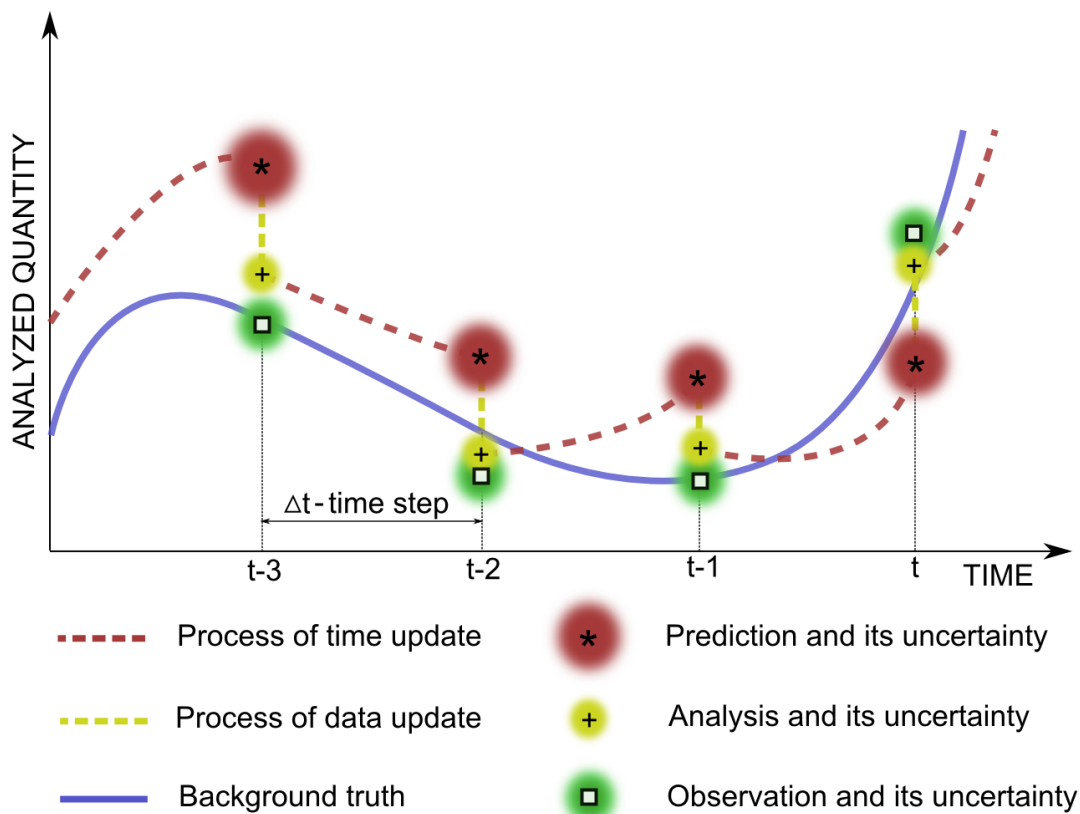 ANALYZED QUANTITY
Δt - time step
t-3
t-2
t-1
t
TIME
Process of time update
Prediction and its uncertainty
Process of data update
Analysis and its uncertainty
Background truth
Observation and its uncertainty